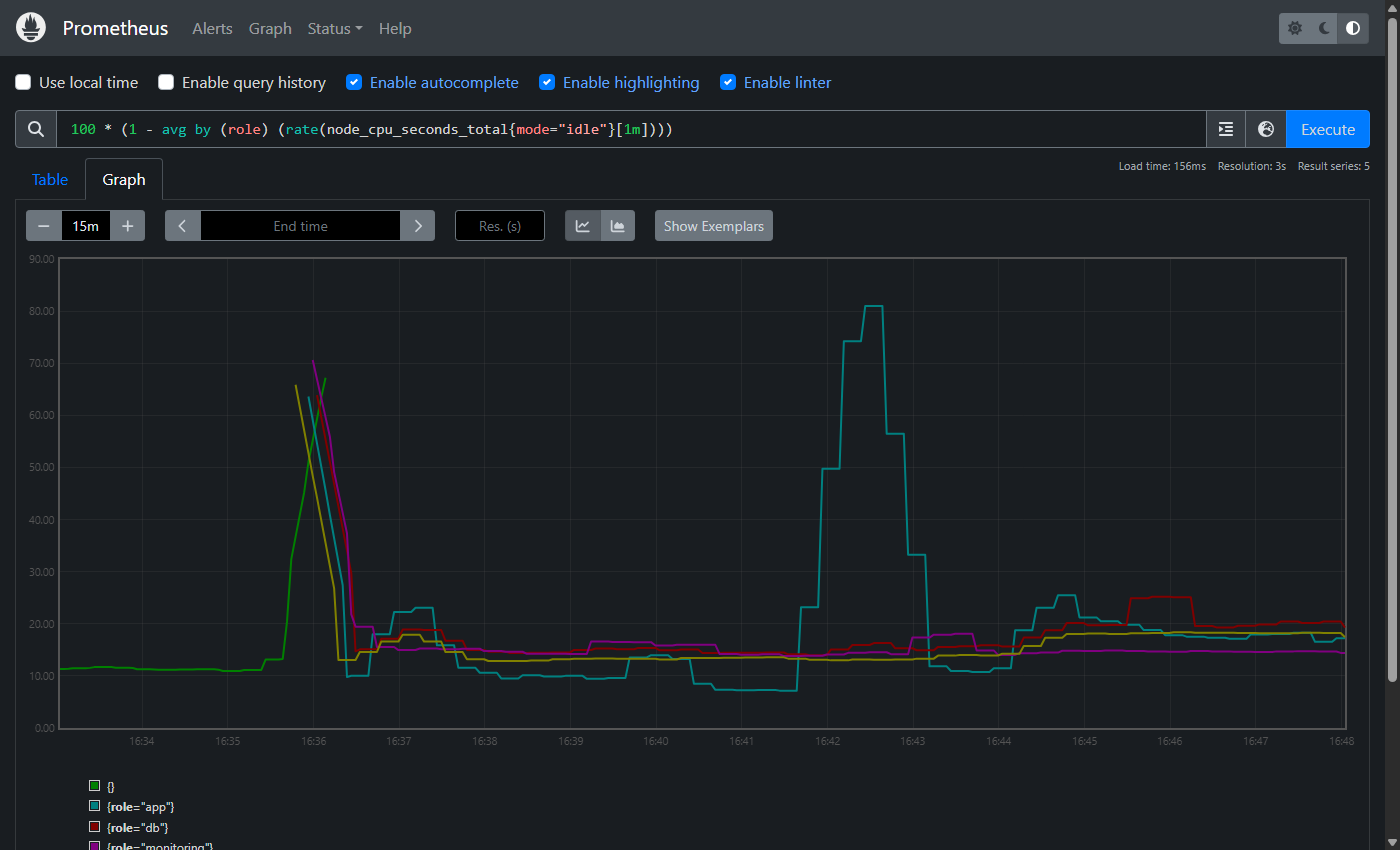 Prometheus Alerts Graph Status Help
Use local time Enable query history Enable autocomplete Enable highlighting Enable linter
100 * (1 - avg by (role) (rate(node_cpu_seconds_total{mode="idle"}[1m]))) Execute
Load time: 156ms Resolution: 3s Result series: 5
Table Graph
− 15m + End time Res. (s) Show Exemplars
90.00
80.00
70.00
60.00
50.00
40.00
30.00
20.00
10.00
0.00
16:34 16:35 16:36 16:37 16:38 16:39 16:40 16:41 16:42 16:43 16:44 16:45 16:46 16:47 16:48
{}
{role="app"}
{role="db"}
{role="monitoring"}